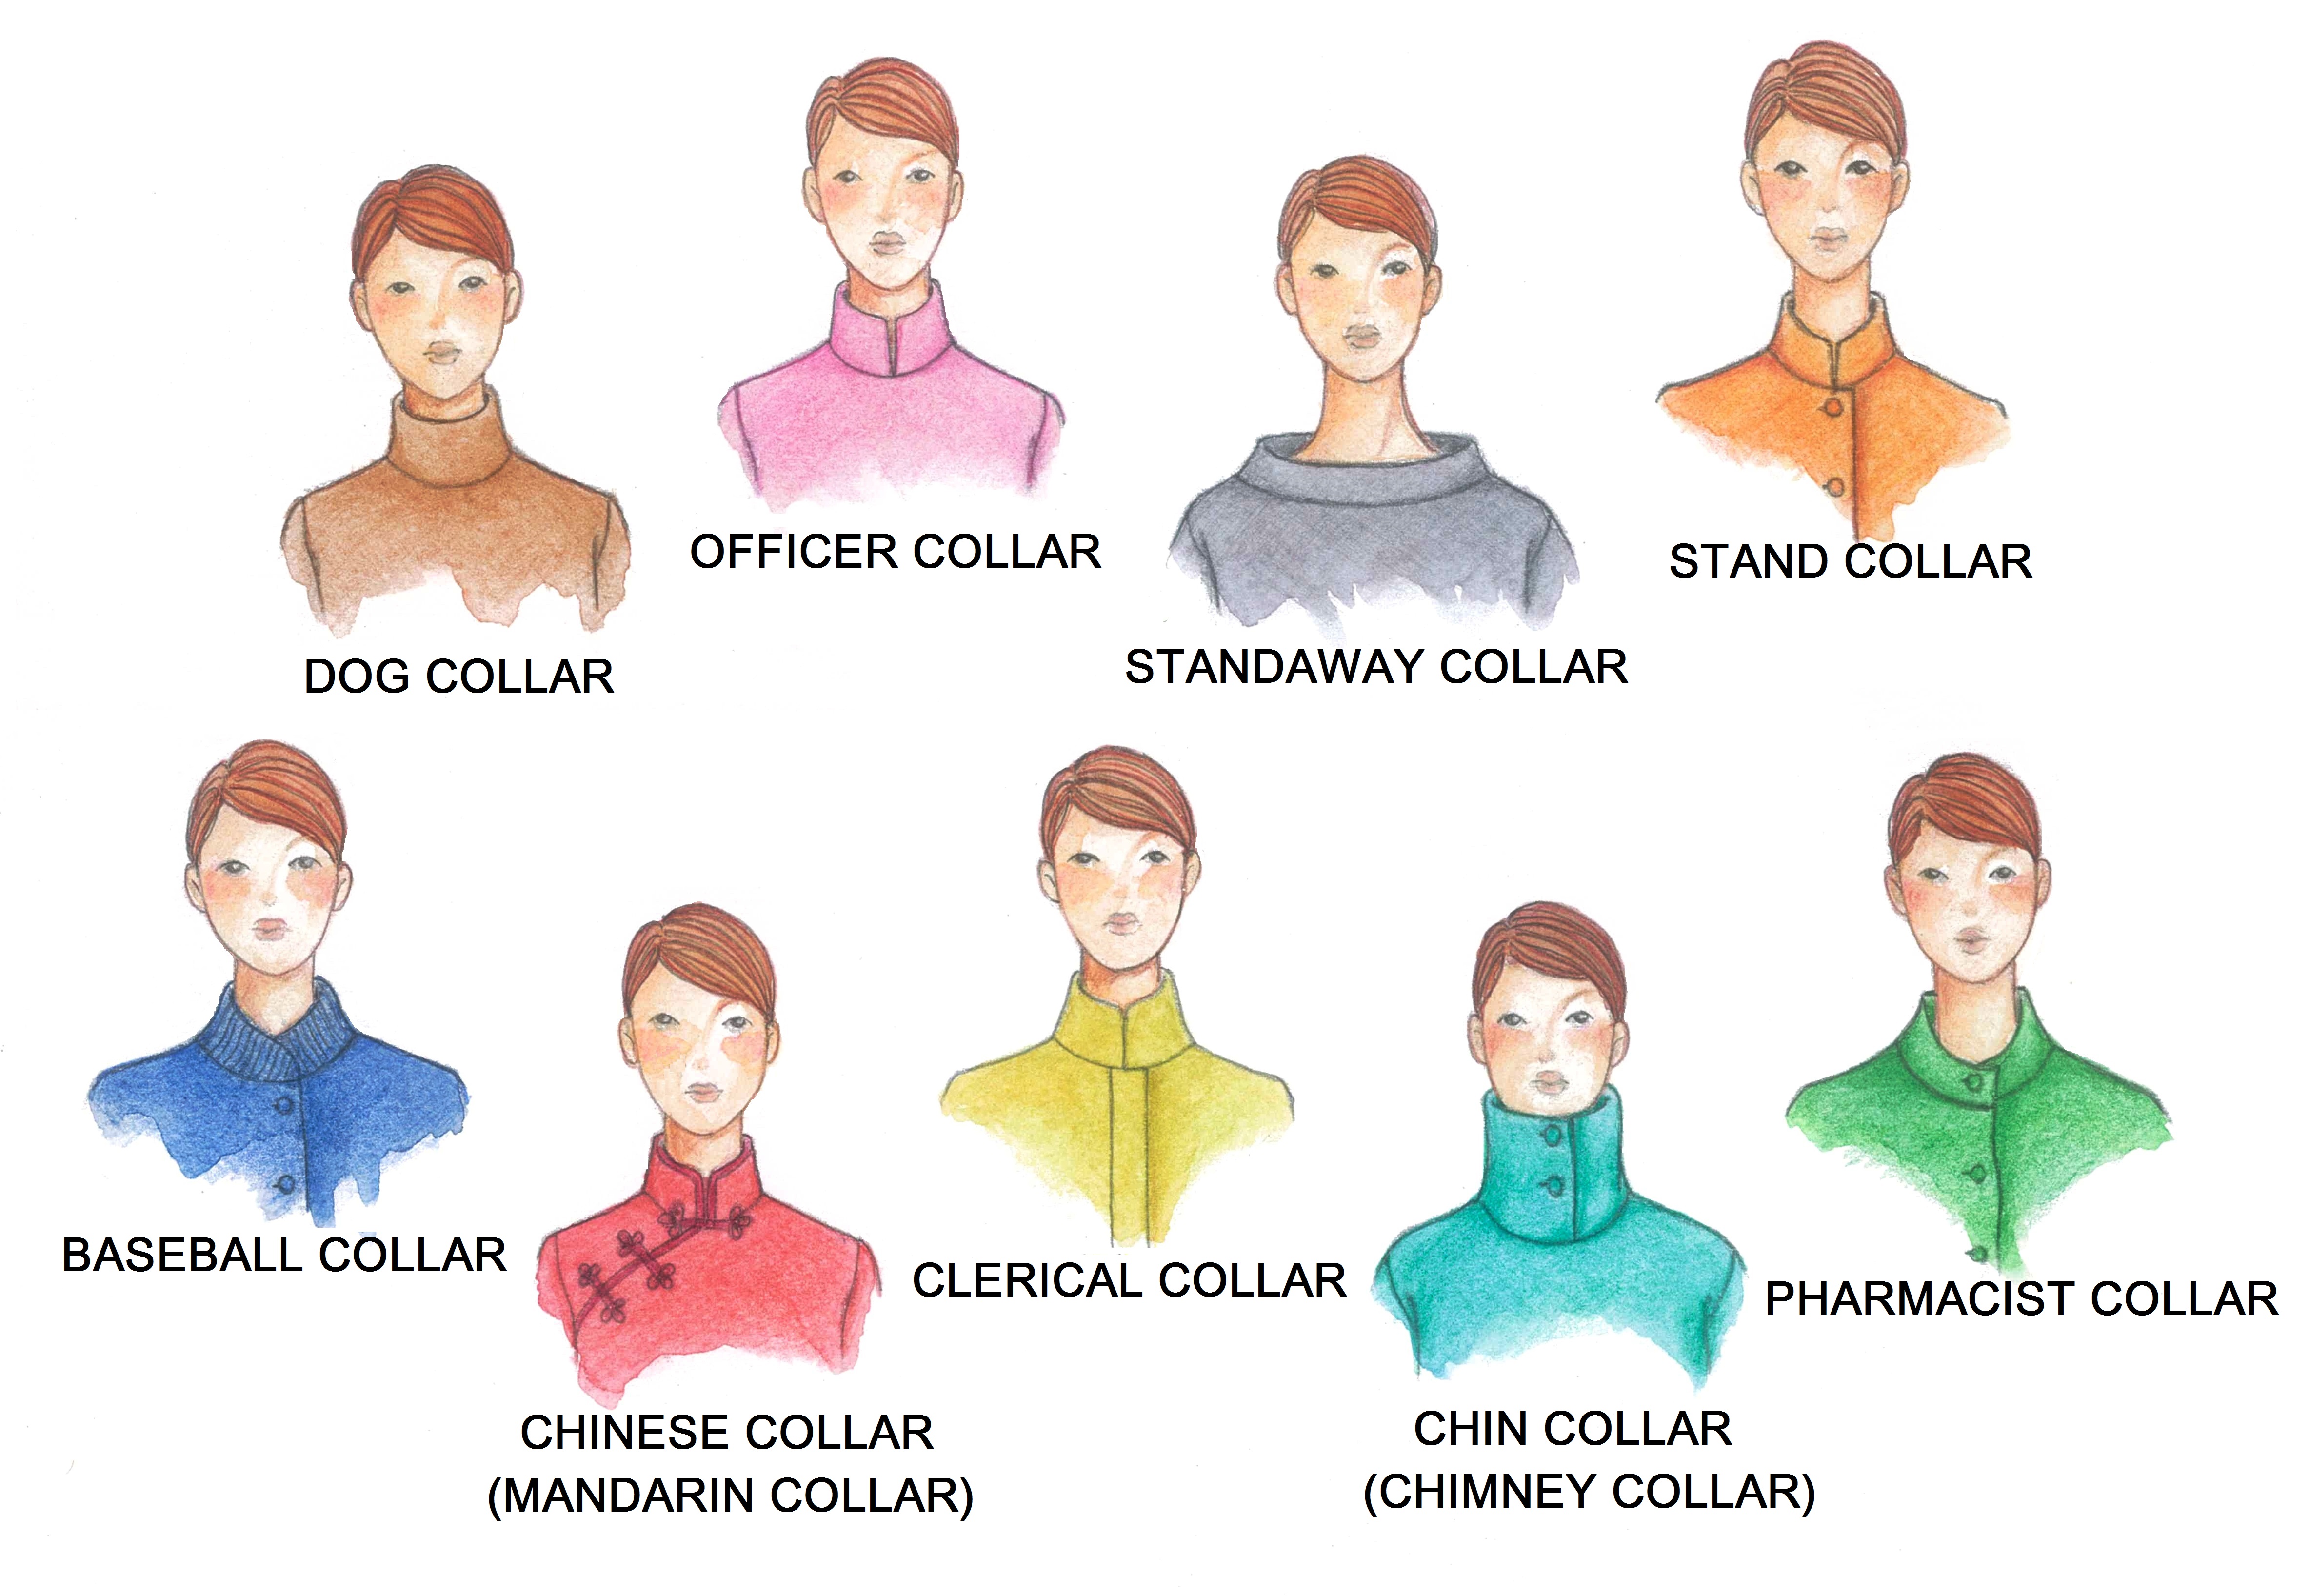 DOG COLLAR
OFFICER COLLAR
STANDAWAY COLLAR
STAND COLLAR
BASEBALL COLLAR
CHINESE COLLAR
(MANDARIN COLLAR)
CLERICAL COLLAR
CHIN COLLAR
(CHIMNEY COLLAR)
PHARMACIST COLLAR